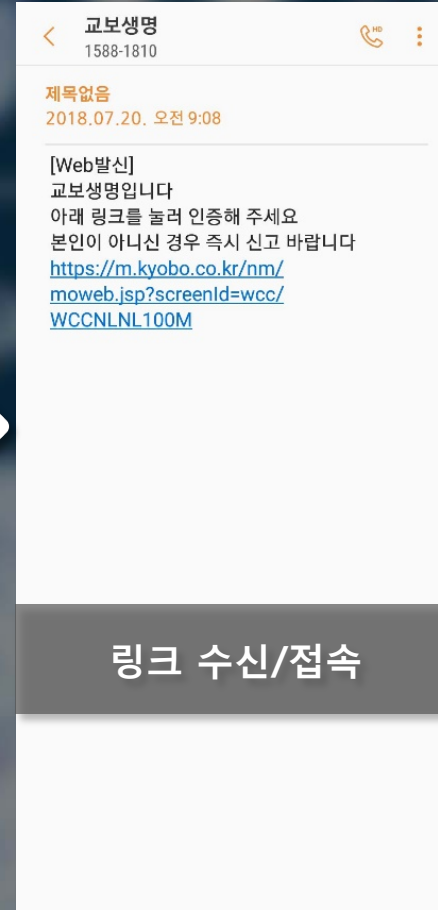 교보생명
1588-1810
HD
제목없음
2018.07.20. 오전 9:08
[Web발신]
교보생명입니다
아래 링크를 눌러 인증해 주세요
본인이 아니신 경우 즉시 신고 바랍니다
https://m.kyobo.co.kr/nm/
moweb.jsp?screenId=wcc/
WCCNLNL100M
링크 수신/접속